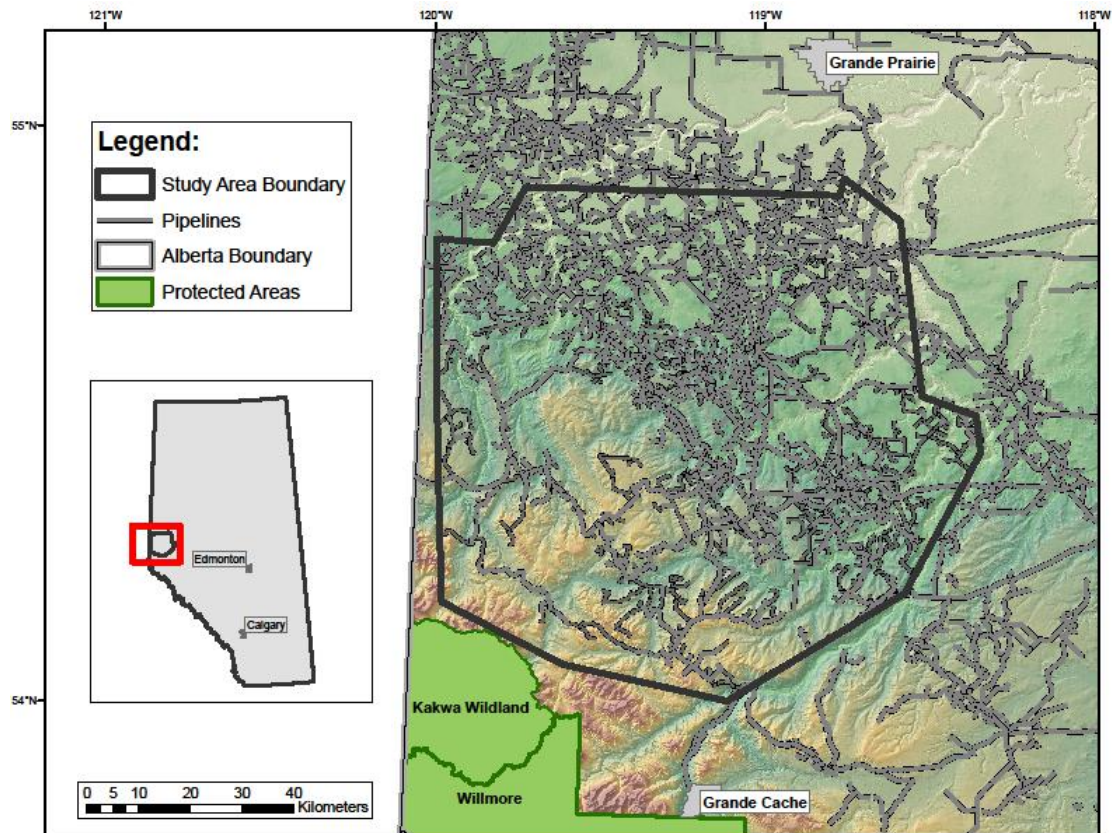 121°W
120°W
119°W
118°W
Grande Prairie
55°N
Legend:
Study Area Boundary
Pipelines
Alberta Boundary
Protected Areas
Edmonton
Calgary
54°N
Kakwa Wildland
Willmore
Grande Cache
0 5 10 20 30 40
Kilometers